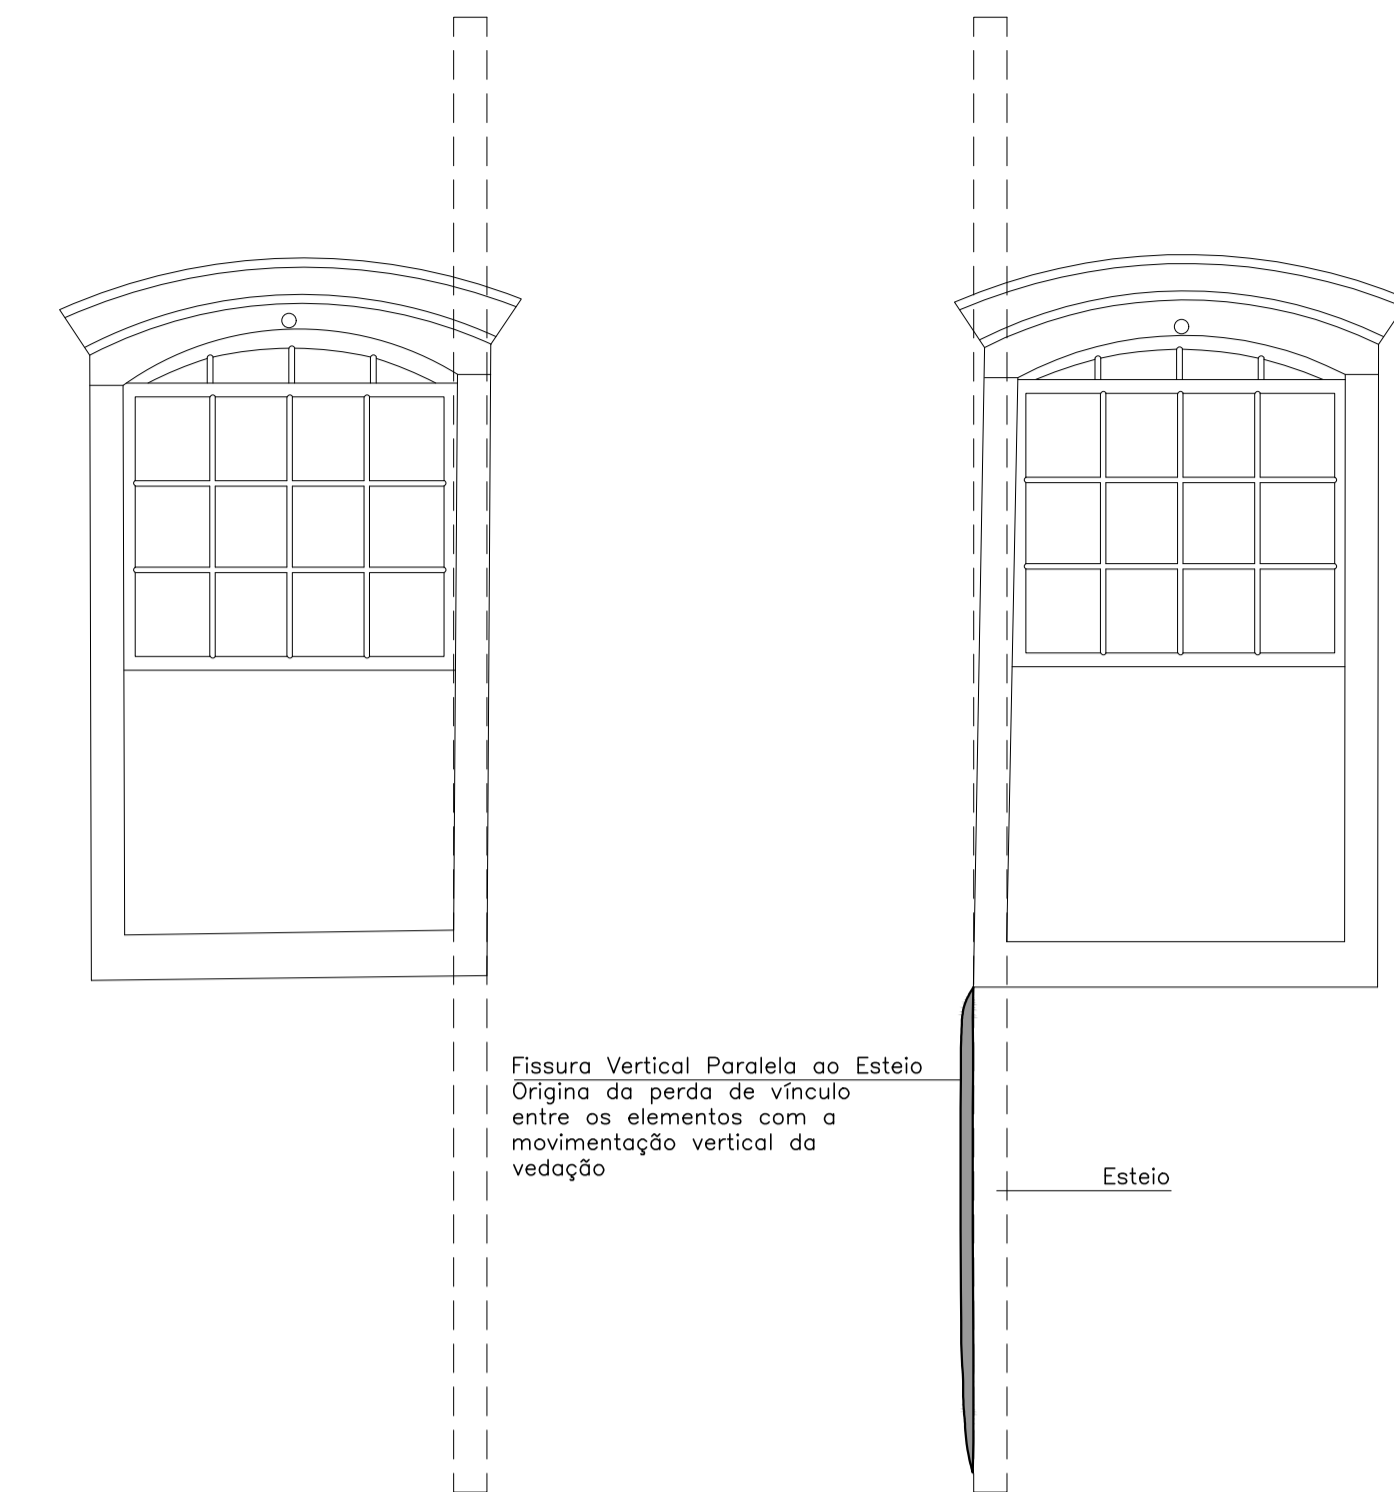 Fissura Vertical Paralela ao Esteio
Origina da perda de vínculo
entre os elementos com a
movimentação vertical da
vedação
Esteio